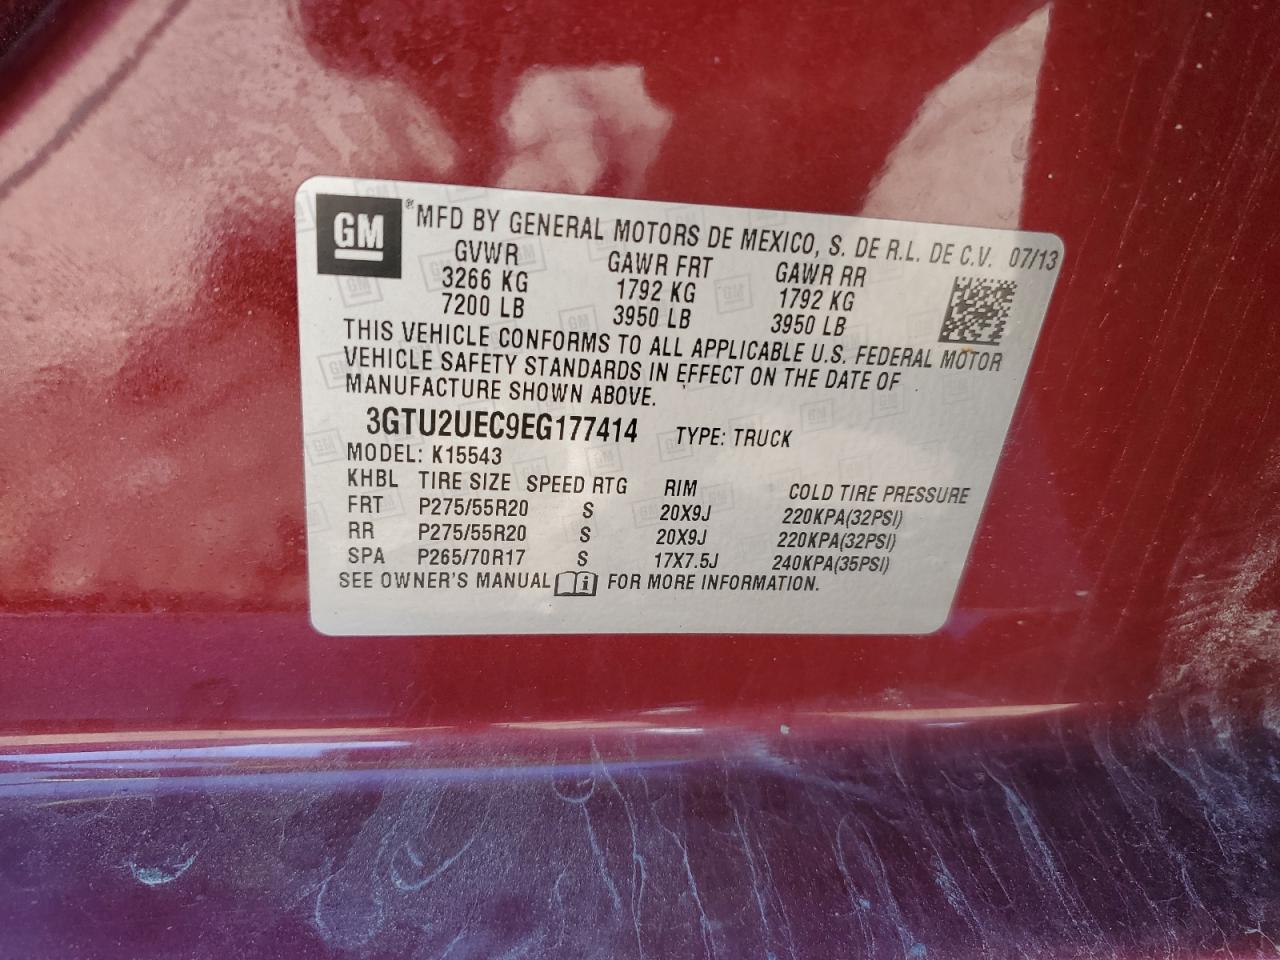 GM ® MFD BY GENERAL MOTORS DE MEXICO, S. DE R.L. DE C.V. 07/13
GVWR GAWR FRT GAWR RR
3266 KG 1792 KG 1792 KG
7200 LB 3950 LB 3950 LB
THIS VEHICLE CONFORMS TO ALL APPLICABLE U.S. FEDERAL MOTOR
VEHICLE SAFETY STANDARDS IN EFFECT ON THE DATE OF
MANUFACTURE SHOWN ABOVE.
3GTU2UEC9EG177414 TYPE: TRUCK
MODEL: K15543
KHBL TIRE SIZE SPEED RTG RIM COLD TIRE PRESSURE
FRT P275/55R20 S 20X9J 220KPA(32PSI)
RR P275/55R20 S 20X9J 220KPA(32PSI)
SPA P265/70R17 S 17X7.5J 240KPA(35PSI)
SEE OWNER'S MANUAL i FOR MORE INFORMATION.